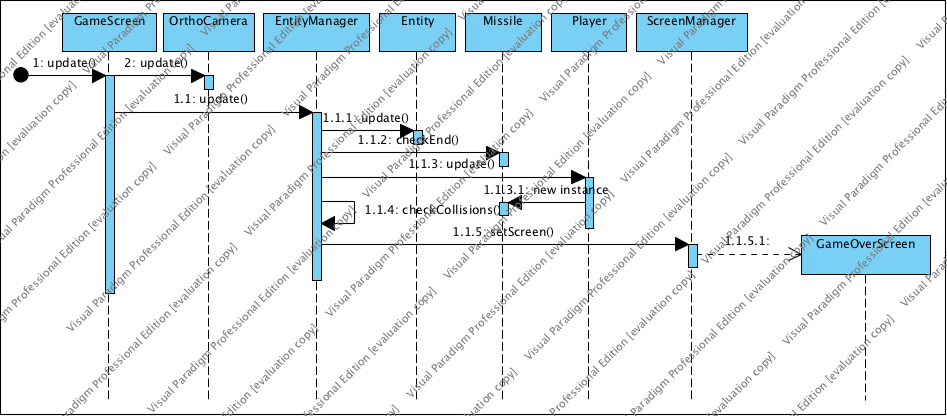 GameScreen
OrthoCamera
EntityManager
Entity
Missile
Player
ScreenManager
1: update()
2: update()
1.1: update()
1.1.1: update()
1.1.2: checkEnd()
1.1.3: update()
1.1.3.1: new instance
1.1.4: checkCollisions()
1.1.5: setScreen()
1.1.5.1:
GameOverScreen
Visual Paradigm Professional Edition [evaluation copy]